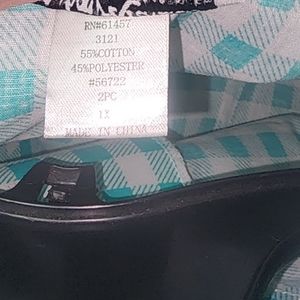 RN#61457
3121
55%COTTON
45%POLYESTER
#56722
2PC
1X
MADE IN CHINA